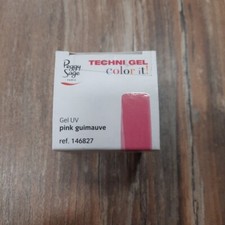 Peggy
Sage
TECHNI GEL
color it!
Gel UV
pink guimauve
ref. 146827